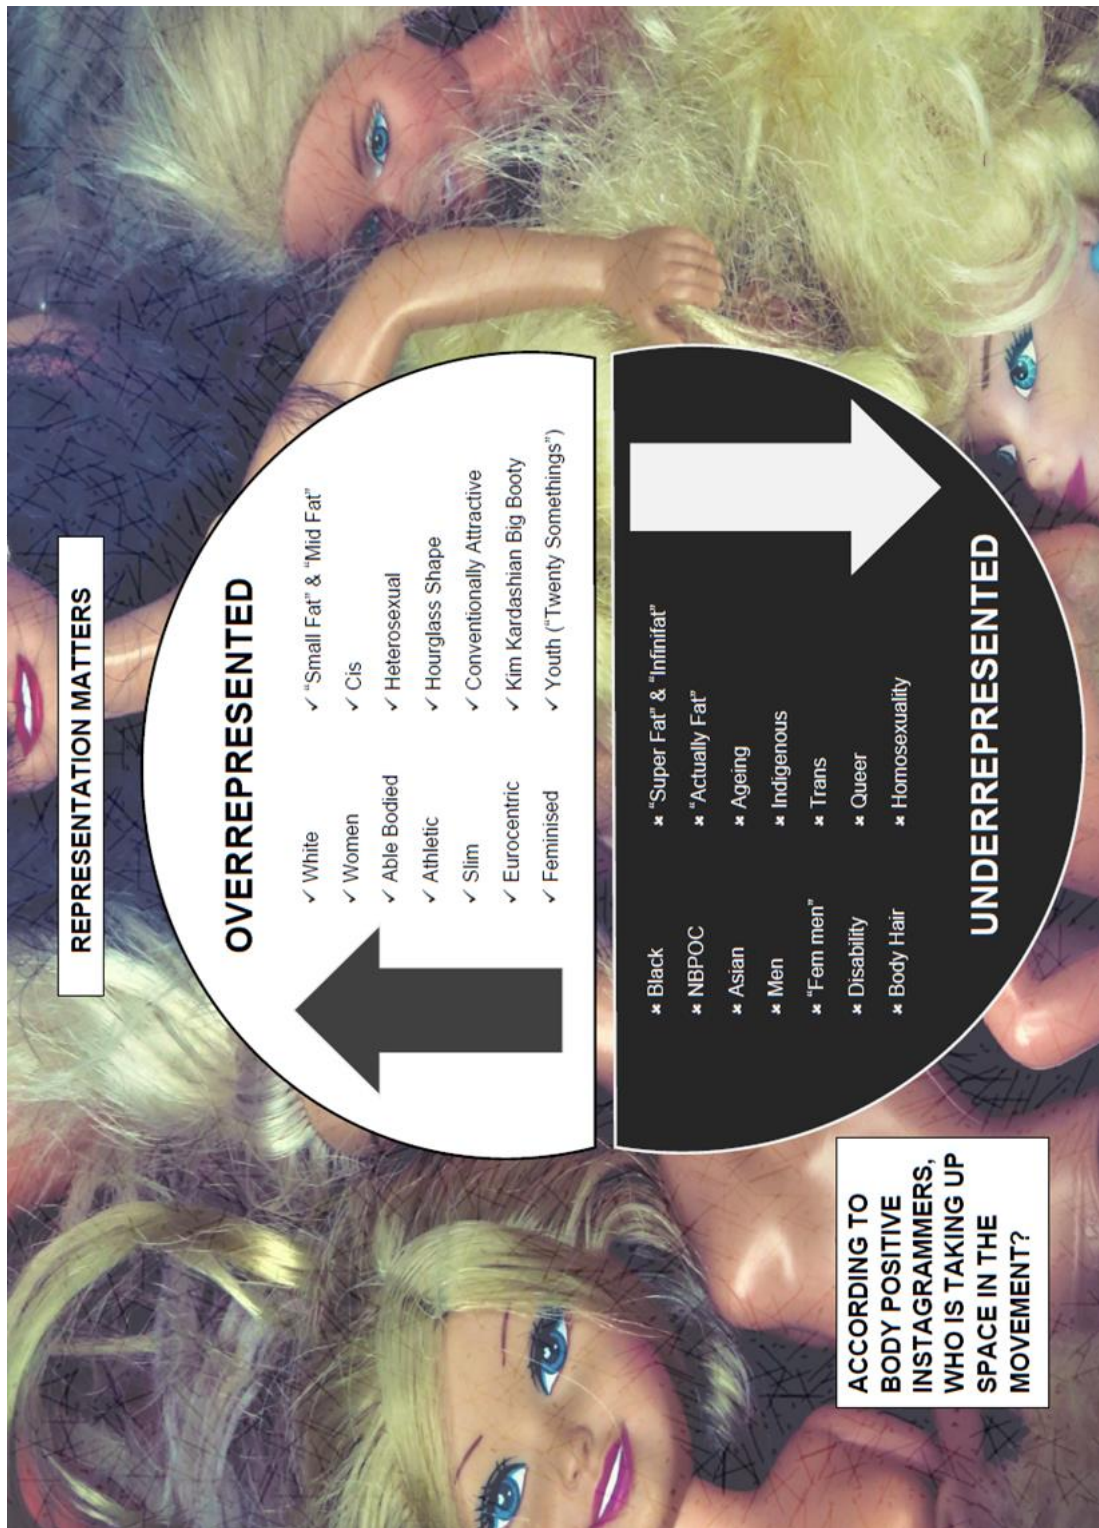 REPRESENTATION MATTERS
OVERREPRESENTED
✓ White
✓ Women
✓ Able Bodied
✓ Athletic
✓ Slim
✓ Eurocentric
✓ Feminised
✓ “Small Fat” & “Mid Fat”
✓ Cis
✓ Heterosexual
✓ Hourglass Shape
✓ Conventionally Attractive
✓ Kim Kardashian Big Booty
✓ Youth (“Twenty Somethings”)
× Black
× NBPOC
× Asian
× Men
× “Fem men”
× Disability
× Body Hair
× “Super Fat” & “Infinifat”
× “Actually Fat”
× Ageing
× Indigenous
× Trans
× Queer
× Homosexuality
UNDERREPRESENTED
ACCORDING TO
BODY POSITIVE
INSTAGRAMMERS,
WHO IS TAKING UP
SPACE IN THE
MOVEMENT?